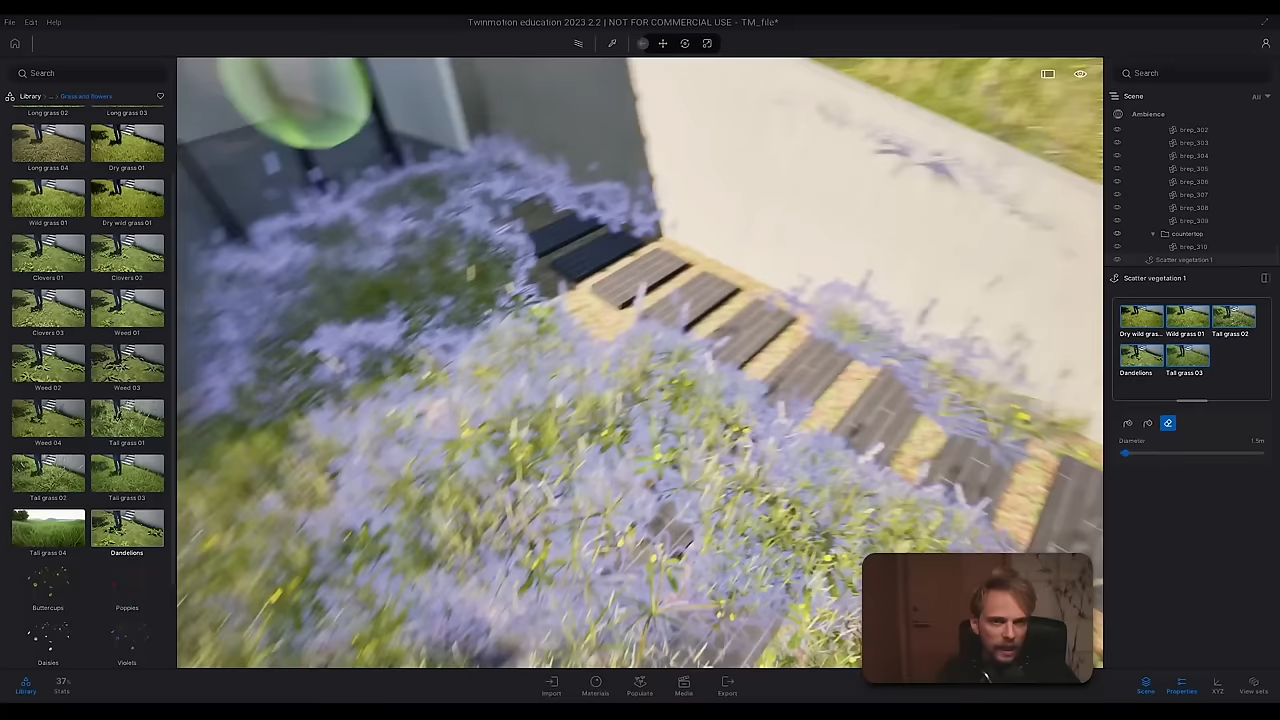 Twinmotion education 2023.2.2 | NOT FOR COMMERCIAL USE - TM_file*
File Edit Help
Search
Library > ... > Grass and flowers
Long grass 02
Long grass 03
Long grass 04
Dry grass 01
Wild grass 01
Dry wild grass 01
Clovers 01
Clovers 02
Clovers 03
Weed 01
Weed 02
Weed 03
Weed 04
Tall grass 01
Tall grass 02
Tall grass 03
Tall grass 04
Dandelions
Buttercups
Poppies
Daisies
Violets
Library
37%
Stats
Import
Materials
Populate
Media
Export
Search
Scene
All
Ambience
brep_302
brep_303
brep_304
brep_305
brep_306
brep_307
brep_308
brep_309
countertop
brep_310
Scatter vegetation 1
Scatter vegetation 1
Dry wild gras...
Wild grass 01
Tall grass 02
Dandelions
Tall grass 03
Diameter
1.5m
Scene
Properties
XYZ
View sets